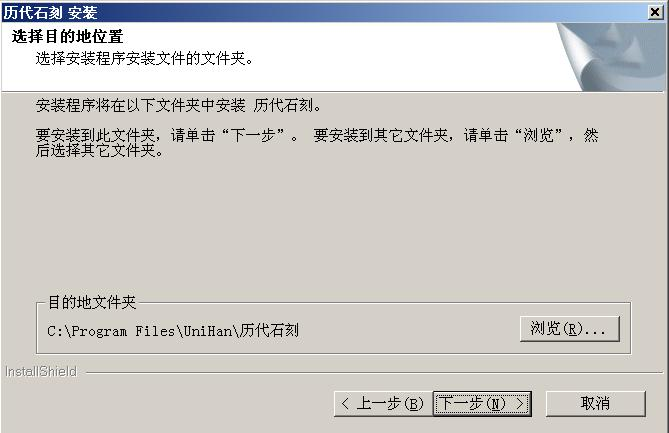 历代石刻 安装
选择目的地位置
选择安装程序安装文件的文件夹。
安装程序将在以下文件夹中安装 历代石刻。
要安装到此文件夹，请单击“下一步”。 要安装到其它文件夹，请单击“浏览”，然
后选择其它文件夹。
目的地文件夹
C:\Program Files\UniHan\历代石刻
浏览(R)...
InstallShield
< 上一步(B) 下一步(N) > 取消